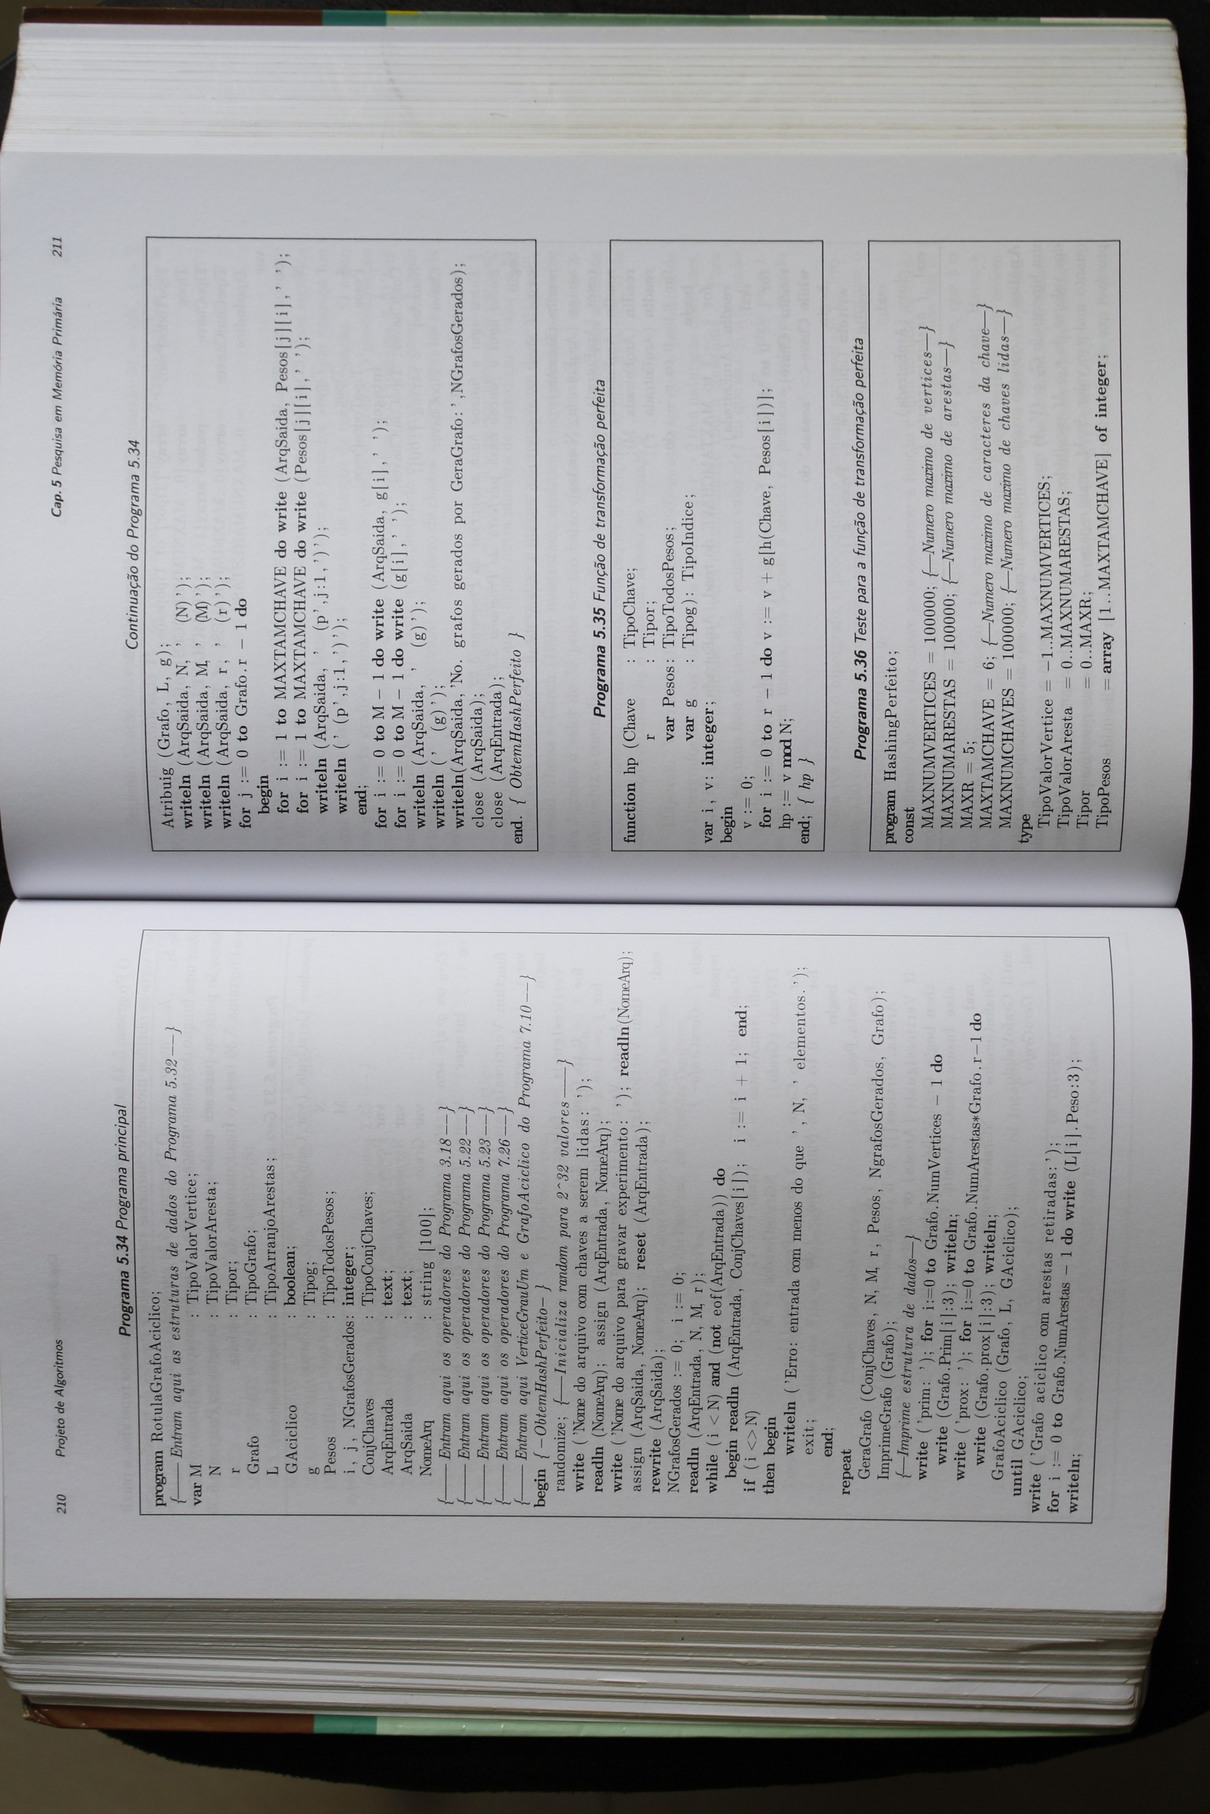 210 Projeto de Algoritmos
Programa 5.34 Programa principal
program RotulaGrafoAciclico;
{—— Entram aqui as estruturas de dados do Programa 5.32——}
var M : TipoValorVertice;
N : TipoValorAresta;
r : Tipor;
Grafo : TipoGrafo;
L : TipoArranjoArestas;
GAciclico : boolean;
g : Tipog;
Pesos : TipoTodosPesos;
i, j, NGrafosGerados: integer;
ConjChaves : TipoConjChaves;
ArqEntrada : text;
ArqSaida : text;
NomeArq : string [100];
{—— Entram aqui os operadores do Programa 3.18——}
{—— Entram aqui os operadores do Programa 5.22——}
{—— Entram aqui os operadores do Programa 5.23——}
{—— Entram aqui os operadores do Programa 7.26——}
{—— Entram aqui VerticeGrauUm e GrafoAciclico do Programa 7.10——}
begin {-ObtemHashPerfeito- }
randomize; {——Inicializa random para 2^32 valores——}
write ('Nome do arquivo com chaves a serem lidas: ');
readln (NomeArq); assign (ArqEntrada, NomeArq);
write ('Nome do arquivo para gravar experimento: '); readln(NomeArq);
assign (ArqSaida, NomeArq); reset (ArqEntrada);
rewrite (ArqSaida);
NGrafosGerados := 0; i := 0;
readln (ArqEntrada, N, M, r);
while (i < N) and (not eof(ArqEntrada)) do
begin readln (ArqEntrada, ConjChaves[i]); i := i + 1; end;
if (i <> N)
then begin
writeln ('Erro: entrada com menos do que ', N, ' elementos.');
exit;
end;
repeat
GeraGrafo (ConjChaves, N, M, r, Pesos, NgrafosGerados, Grafo);
ImprimeGrafo (Grafo);
{—Imprime estrutura de dados—}
write ('prim: '); for i:=0 to Grafo.NumVertices - 1 do
write (Grafo.Prim[i]:3); writeln;
write ('prox: '); for i:=0 to Grafo.NumArestas*Grafo.r-1 do
write (Grafo.prox[i]:3); writeln;
GrafoAciclico (Grafo, L, GAciclico);
until GAciclico;
write ('Grafo aciclico com arestas retiradas:');
for i := 0 to Grafo.NumArestas - 1 do write (L[i].Peso:3);
writeln;
Cap. 5 Pesquisa em Memória Primária 211
Continuação do Programa 5.34
Atribuig (Grafo, L, g);
writeln (ArqSaida, N, ' (N)');
writeln (ArqSaida, M, ' (M)');
writeln (ArqSaida, r, ' (r)');
for j := 0 to Grafo.r - 1 do
begin
for i := 1 to MAXTAMCHAVE do write (ArqSaida, Pesos[j][i],' ');
for i := 1 to MAXTAMCHAVE do write (Pesos[j][i],' ');
writeln (ArqSaida, ' (p',j:1,')');
writeln (' (p',j:1,')');
end;
for i := 0 to M - 1 do write (ArqSaida, g[i],' ');
for i := 0 to M - 1 do write (g[i],' ');
writeln (ArqSaida, ' (g)');
writeln (' (g)');
writeln(ArqSaida,'No. grafos gerados por GeraGrafo:',NGrafosGerados);
close (ArqSaida);
close (ArqEntrada);
end. { ObtemHashPerfeito }
Programa 5.35 Função de transformação perfeita
function hp (Chave : TipoChave;
r : Tipor;
var Pesos: TipoTodosPesos;
var g : Tipog): TipoIndice;
var i, v: integer;
begin
v := 0;
for i := 0 to r - 1 do v := v + g[h(Chave, Pesos[i])];
hp := v mod N;
end; { hp }
Programa 5.36 Teste para a função de transformação perfeita
program HashingPerfeito;
const
MAXNUMVERTICES = 100000; {—Numero maximo de vertices—}
MAXNUMARESTAS = 100000; {—Numero maximo de arestas—}
MAXR = 5;
MAXTAMCHAVE = 6; {—Numero maximo de caracteres da chave—}
MAXNUMCHAVES = 100000; {—Numero maximo de chaves lidas—}
type
TipoValorVertice = -1..MAXNUMVERTICES;
TipoValorAresta = 0..MAXNUMARESTAS;
Tipor = 0..MAXR;
TipoPesos = array [1..MAXTAMCHAVE] of integer;